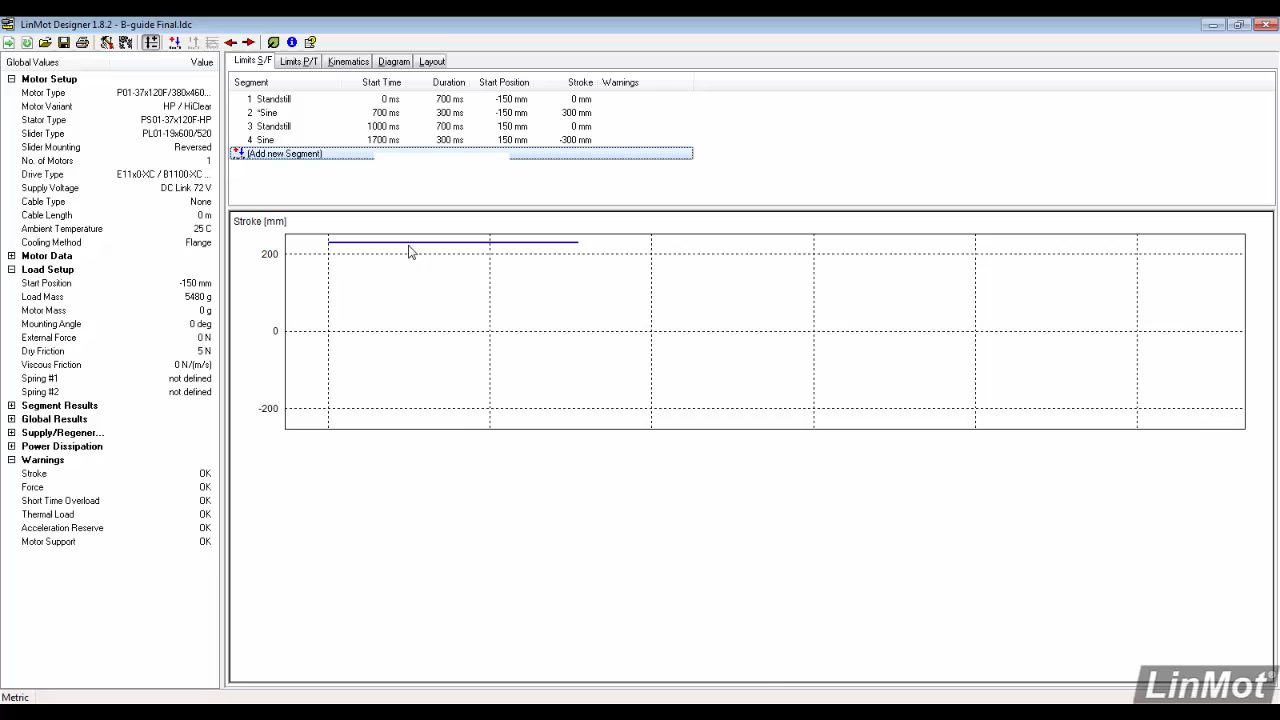 LinMot Designer 1.8.2 - B-guide Final.ldc
Global Values Value
Motor Setup
Motor Type P01-37x120F/380x460...
Motor Variant HP / HiClear
Stator Type PS01-37x120F-HP
Slider Type PL01-19x600/520
Slider Mounting Reversed
No. of Motors 1
Drive Type E11x0-XC / B1100-XC ...
Supply Voltage DC Link 72 V
Cable Type None
Cable Length 0 m
Ambient Temperature 25 C
Cooling Method Flange
Motor Data
Load Setup
Start Position -150 mm
Load Mass 5480 g
Motor Mass 0 g
Mounting Angle 0 deg
External Force 0 N
Dry Friction 5 N
Viscous Friction 0 N/(m/s)
Spring #1 not defined
Spring #2 not defined
Segment Results
Global Results
Supply/Regener...
Power Dissipation
Warnings
Stroke OK
Force OK
Short Time Overload OK
Thermal Load OK
Acceleration Reserve OK
Motor Support OK
Limits S/F Limits P/T Kinematics Diagram Layout
Segment Start Time Duration Start Position Stroke Warnings
1 Standstill 0 ms 700 ms -150 mm 0 mm
2 *Sine 700 ms 300 ms -150 mm 300 mm
3 Standstill 1000 ms 700 ms 150 mm 0 mm
4 Sine 1700 ms 300 ms 150 mm -300 mm
(Add new Segment)
Stroke [mm]
200
0
-200
Metric
LinMot®